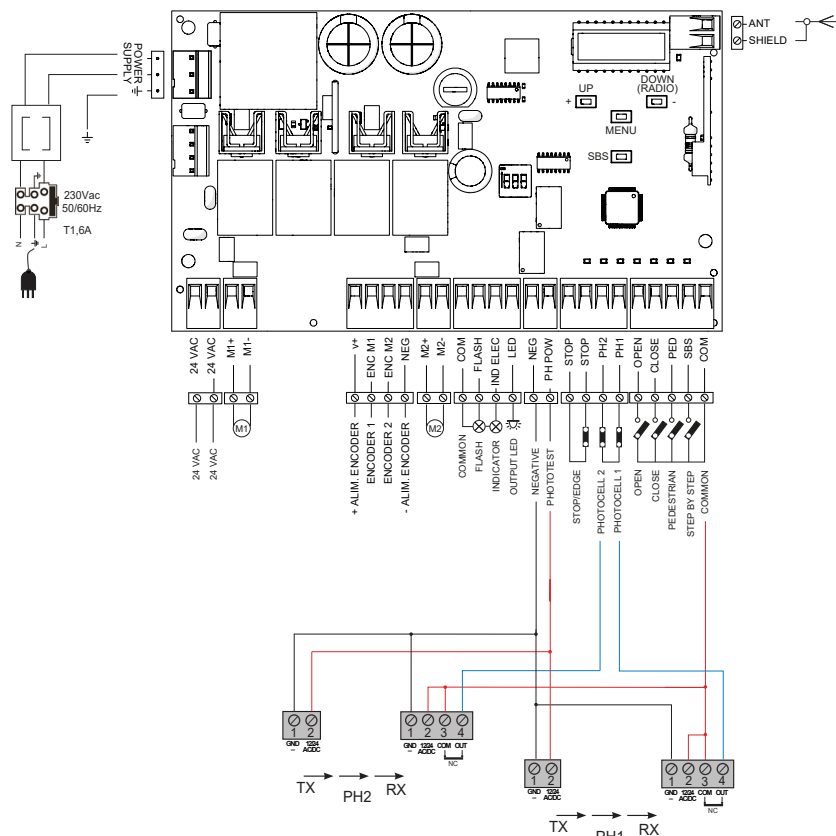 ANT
SHIELD
POWER
SUPPLY
UP
+
DOWN
(RADIO)
-
MENU
SBS
230Vac
50/60Hz
T1,6A
N
L
24 VAC
24 VAC
M1+
M1-
v+
ENC M1
ENC M2
NEG
M2+
M2-
COM
FLASH
IND ELEC
LED
NEG
PH POW
STOP
STOP
PH2
PH1
OPEN
CLOSE
PED
SBS
COM
24 VAC
24 VAC
M1
+ ALIM. ENCODER
ENCODER 1
ENCODER 2
- ALIM. ENCODER
M2
COMMON
FLASH
INDICATOR
OUTPUT LED
NEGATIVE
PHOTOTEST
STOP/EDGE
PHOTOCELL 2
PHOTOCELL 1
OPEN
CLOSE
PEDESTRIAN
STEP BY STEP
COMMON
1 2
GND 12/24
– AC/DC
1 2 3 4
GND 12/24 COM OUT
– AC/DC
NC
TX PH2 RX
1 2
GND 12/24
– AC/DC
1 2 3 4
GND 12/24 COM OUT
– AC/DC
NC
TX PH1 RX